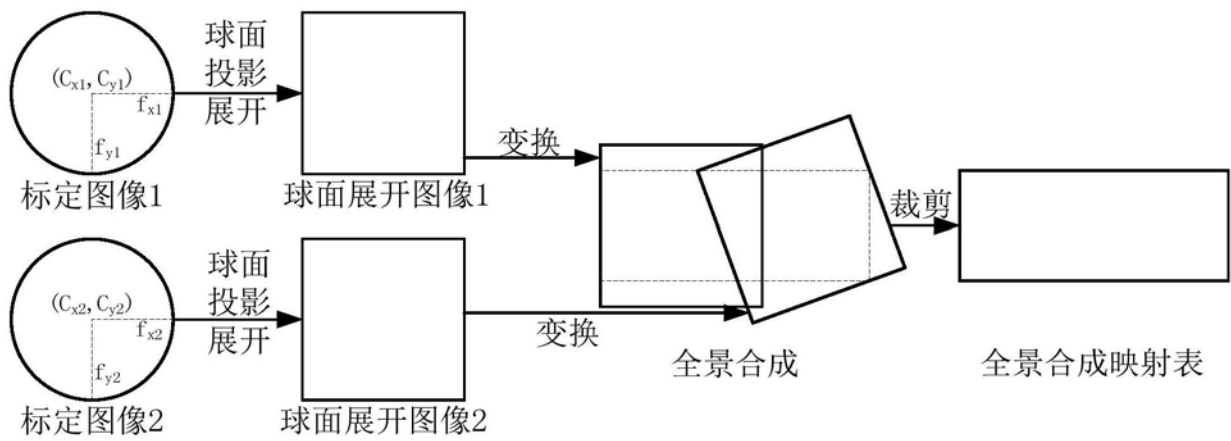 (Cx1, Cy1)
fx1
fy1
标定图像1
球面
投影
展开
球面展开图像1
变换
(Cx2, Cy2)
fx2
fy2
标定图像2
球面
投影
展开
球面展开图像2
变换
全景合成
裁剪
全景合成映射表